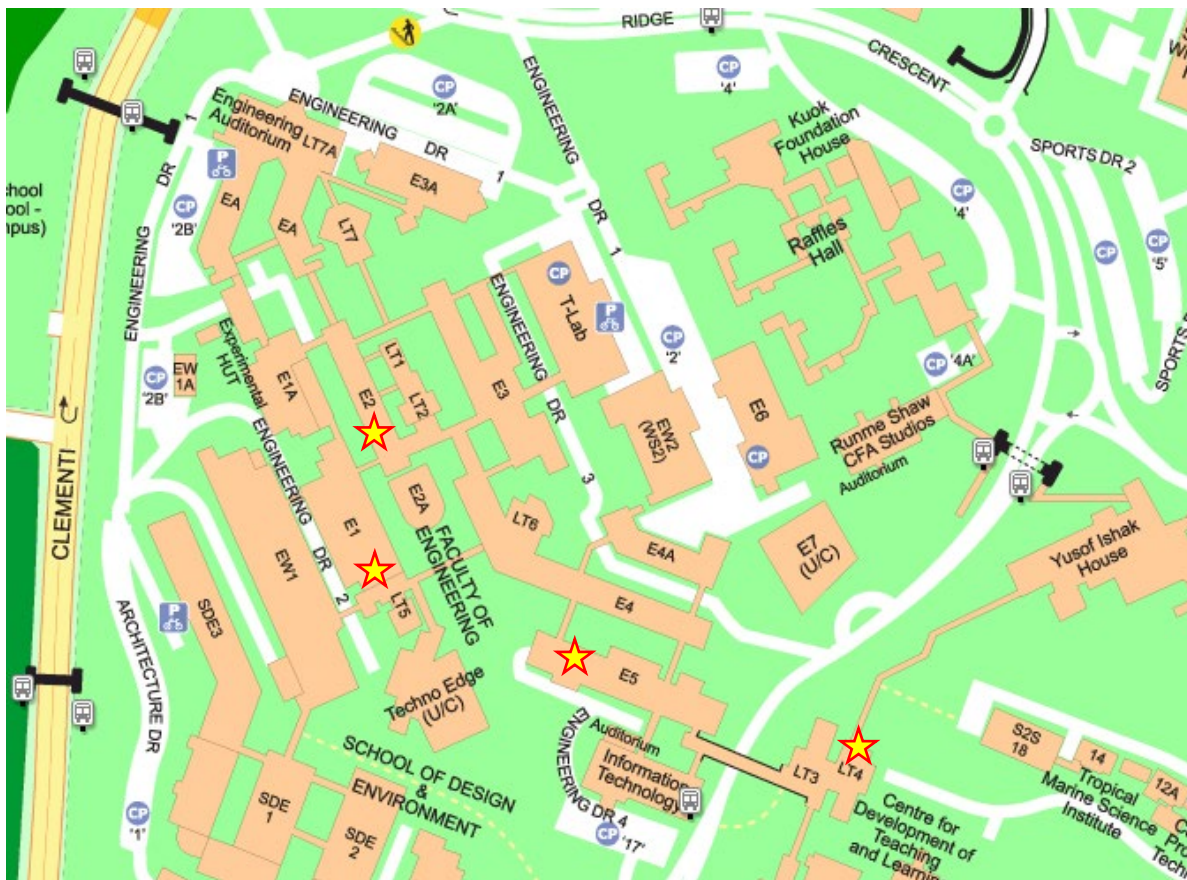 RIDGE
CRESCENT
CP
'4'
CP
'2A'
ENGINEERING
DR
1
Engineering
Auditorium
LT7A
ENGINEERING
DR
1
E3A
Kuok
Foundation
House
SPORTS DR 2
chool
ool -
npus)
DR
1
P
CP
'2B'
EA
EA
LT7
ENGINEERING
CP
'4'
Raffles
Hall
CP
CP
'5'
ENGINEERING
DR
3
CP
T-Lab
P
CP
'2'
LT1
LT2
E2
E3
Experimental
HUT
E1A
EW
1A
CP
'2B'
CP
'4A'
SPORTS
E6
CP
EW2
(WS2)
Runme Shaw
CFA Studios
Auditorium
CLEMENTI
ENGINEERING
DR
2
E1
E2A
FACULTY OF
ENGINEERING
LT6
E4A
E7
(U/C)
Yusof Ishak
House
EW1
LT5
E4
E5
SDE3
P
ARCHITECTURE DR
Techno Edge
(U/C)
ENGINEERING DR 4
Auditorium
Information
Technology
LT3
LT4
S2S
18
14
12A
Tropical
Marine Science
Institute
SCHOOL OF DESIGN
&
ENVIRONMENT
SDE
1
SDE
2
CP
'1'
CP
'17'
Centre for
Development of
Teaching
and Learnin
Pro
Techn